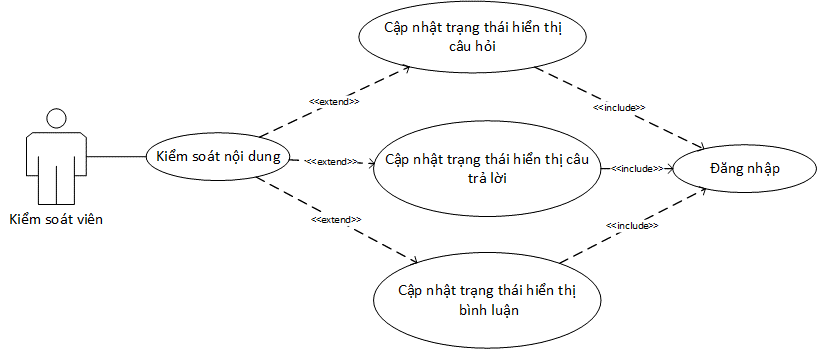 Cập nhật trạng thái hiển thị
câu hỏi
<<extend>>
<<include>>
Kiểm soát nội dung
<<extend>>
Cập nhật trạng thái hiển thị câu
trả lời
<<include>>
Đăng nhập
Kiểm soát viên
<<extend>>
<<include>>
Cập nhật trạng thái hiển thị
bình luận